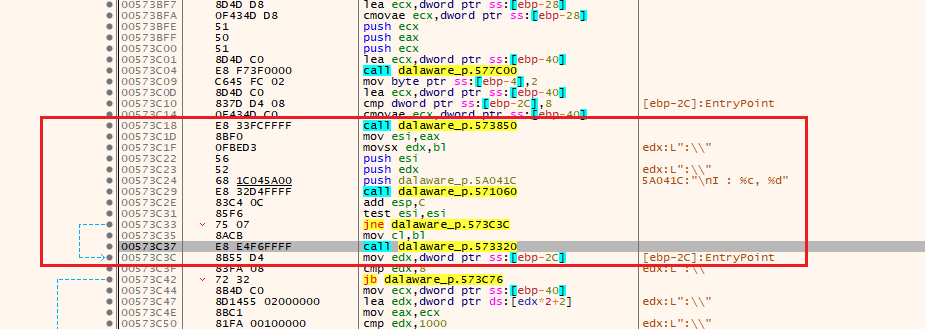 00573BF7 8D4D D8 lea ecx,dword ptr ss:[ebp-28]
00573BFA 0F434D D8 cmovae ecx,dword ptr ss:[ebp-28]
00573BFE 51 push ecx
00573BFF 50 push eax
00573C00 51 push ecx
00573C01 8D4D C0 lea ecx,dword ptr ss:[ebp-40]
00573C04 E8 F73F0000 call dalaware_p.577C00
00573C09 C645 FC 02 mov byte ptr ss:[ebp-4],2
00573C0D 8D4D C0 lea ecx,dword ptr ss:[ebp-40]
00573C10 837D D4 08 cmp dword ptr ss:[ebp-2C],8 [ebp-2C]:EntryPoint
00573C14 0F434D C0 cmovae ecx,dword ptr ss:[ebp-40]
00573C18 E8 33FCFFFF call dalaware_p.573850
00573C1D 8BF0 mov esi,eax
00573C1F 0FBED3 movsx edx,bl edx:L":\\"
00573C22 56 push esi
00573C23 52 push edx edx:L":\\"
00573C24 68 1C045A00 push dalaware_p.5A041C 5A041C:"\nI : %c, %d"
00573C29 E8 32D4FFFF call dalaware_p.571060
00573C2E 83C4 0C add esp,C
00573C31 85F6 test esi,esi
00573C33 75 07 jne dalaware_p.573C3C
00573C35 8ACB mov cl,bl
00573C37 E8 E4F6FFFF call dalaware_p.573320
00573C3C 8B55 D4 mov edx,dword ptr ss:[ebp-2C] [ebp-2C]:EntryPoint
00573C3F 83FA 08 cmp edx,8 edx:L":\\"
00573C42 72 32 jb dalaware_p.573C76
00573C44 8B4D C0 mov ecx,dword ptr ss:[ebp-40]
00573C47 8D1455 02000000 lea edx,dword ptr ds:[edx*2+2] edx:L":\\"
00573C4E 8BC1 mov eax,ecx
00573C50 81FA 00100000 cmp edx,1000 edx:L":\\"